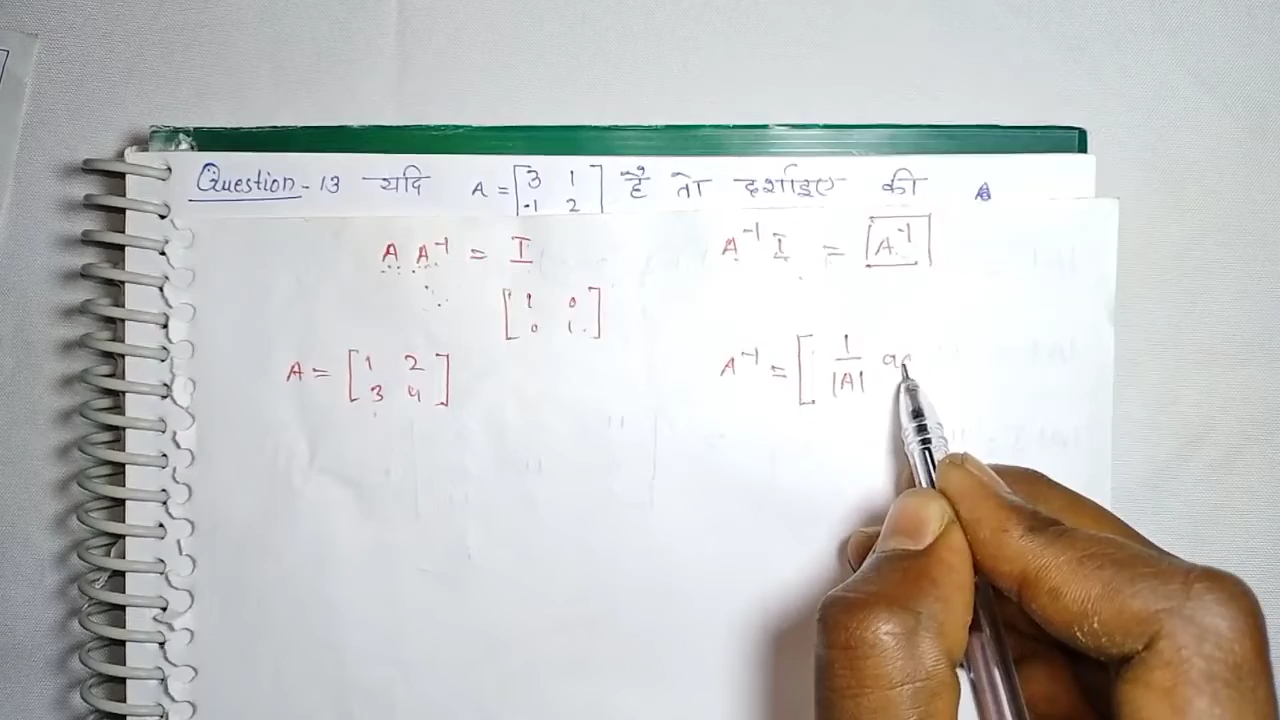 Question - 13 यदि A = [3 1 -1 2] है तो दर्शाइए की A
A A⁻¹ = I
[1 0 0 1]
A⁻¹ I = A⁻¹
A = [1 2 3 4]
A⁻¹ = [ 1/|A|